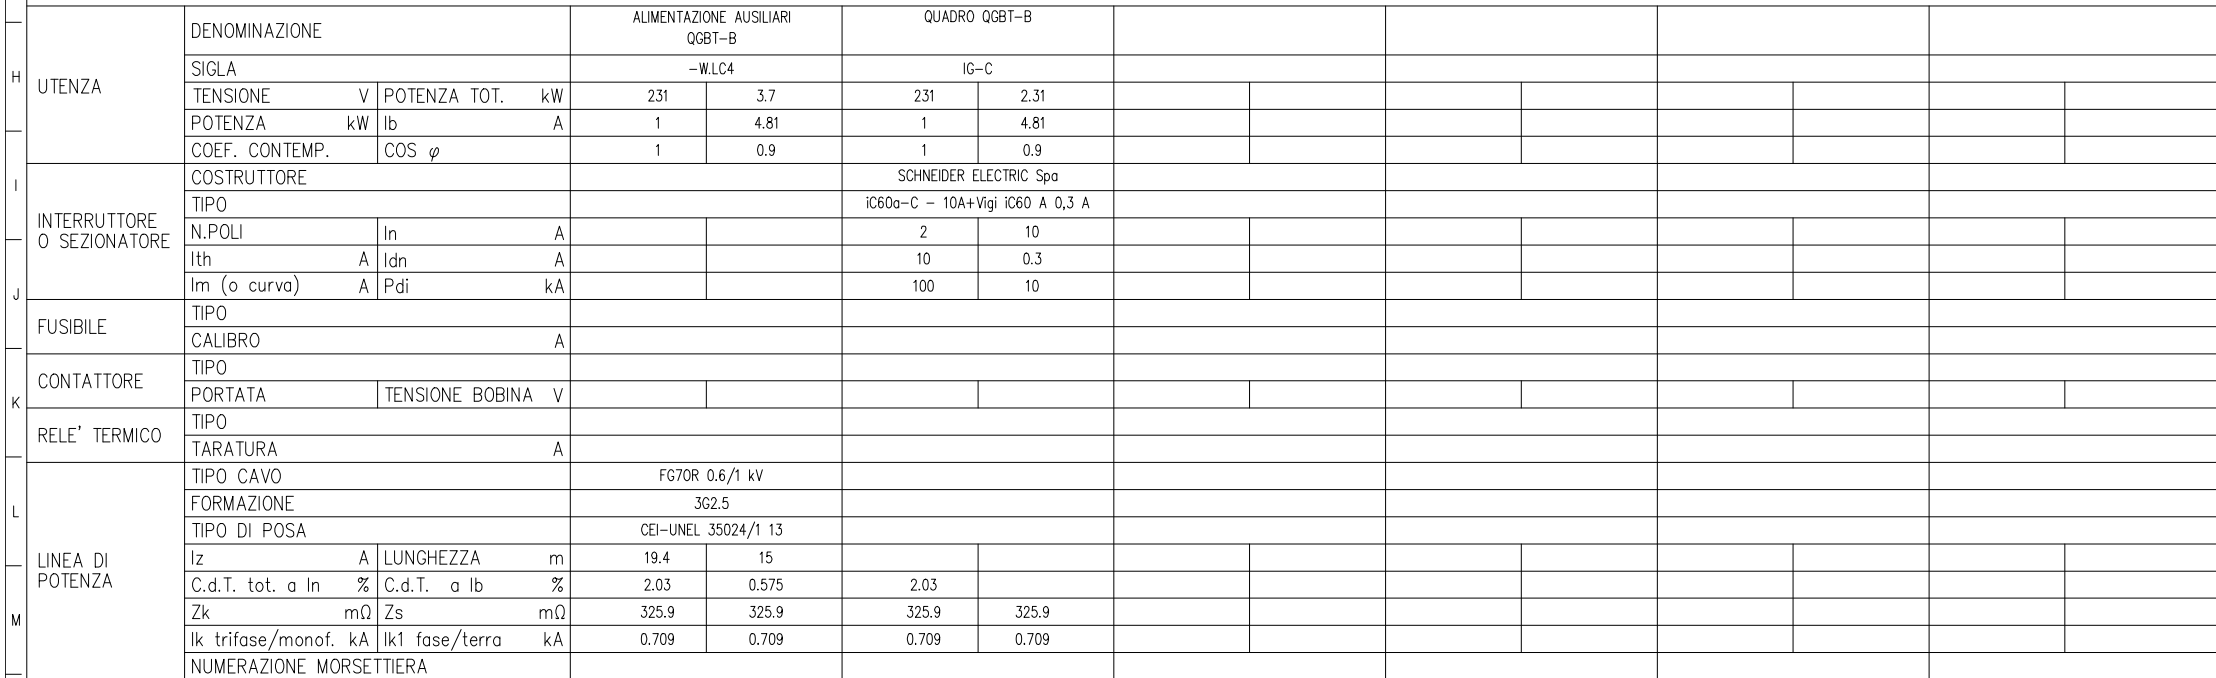 DENOMINAZIONE ALIMENTAZIONE AUSILIARI QUADRO QGBT-B
QGBT-B
H UTENZA
SIGLA -W.LC4 IG-C
TENSIONE V POTENZA TOT. kW 231 3.7 231 2.31
POTENZA kW Ib A 1 4.81 1 4.81
COEF. CONTEMP. COS φ 1 0.9 1 0.9
I INTERRUTTORE
O SEZIONATORE
COSTRUTTORE SCHNEIDER ELECTRIC Spa
TIPO iC60a-C - 10A+Vigi iC60 A 0,3 A
N.POLI In A 2 10
Ith A Idn A 10 0.3
J Im (o curva) A Pdi kA 100 10
FUSIBILE
TIPO
CALIBRO A
CONTATTORE
TIPO
K PORTATA TENSIONE BOBINA V
RELE' TERMICO
TIPO
TARATURA A
LINEA DI
POTENZA
TIPO CAVO FG7OR 0.6/1 kV
L FORMAZIONE 3G2.5
TIPO DI POSA CEI-UNEL 35024/1 13
Iz A LUNGHEZZA m 19.4 15
C.d.T. tot. a In % C.d.T. a Ib % 2.03 0.575 2.03
M Zk mΩ Zs mΩ 325.9 325.9 325.9 325.9
Ik trifase/monof. kA Ik1 fase/terra kA 0.709 0.709 0.709 0.709
NUMERAZIONE MORSETTIERA